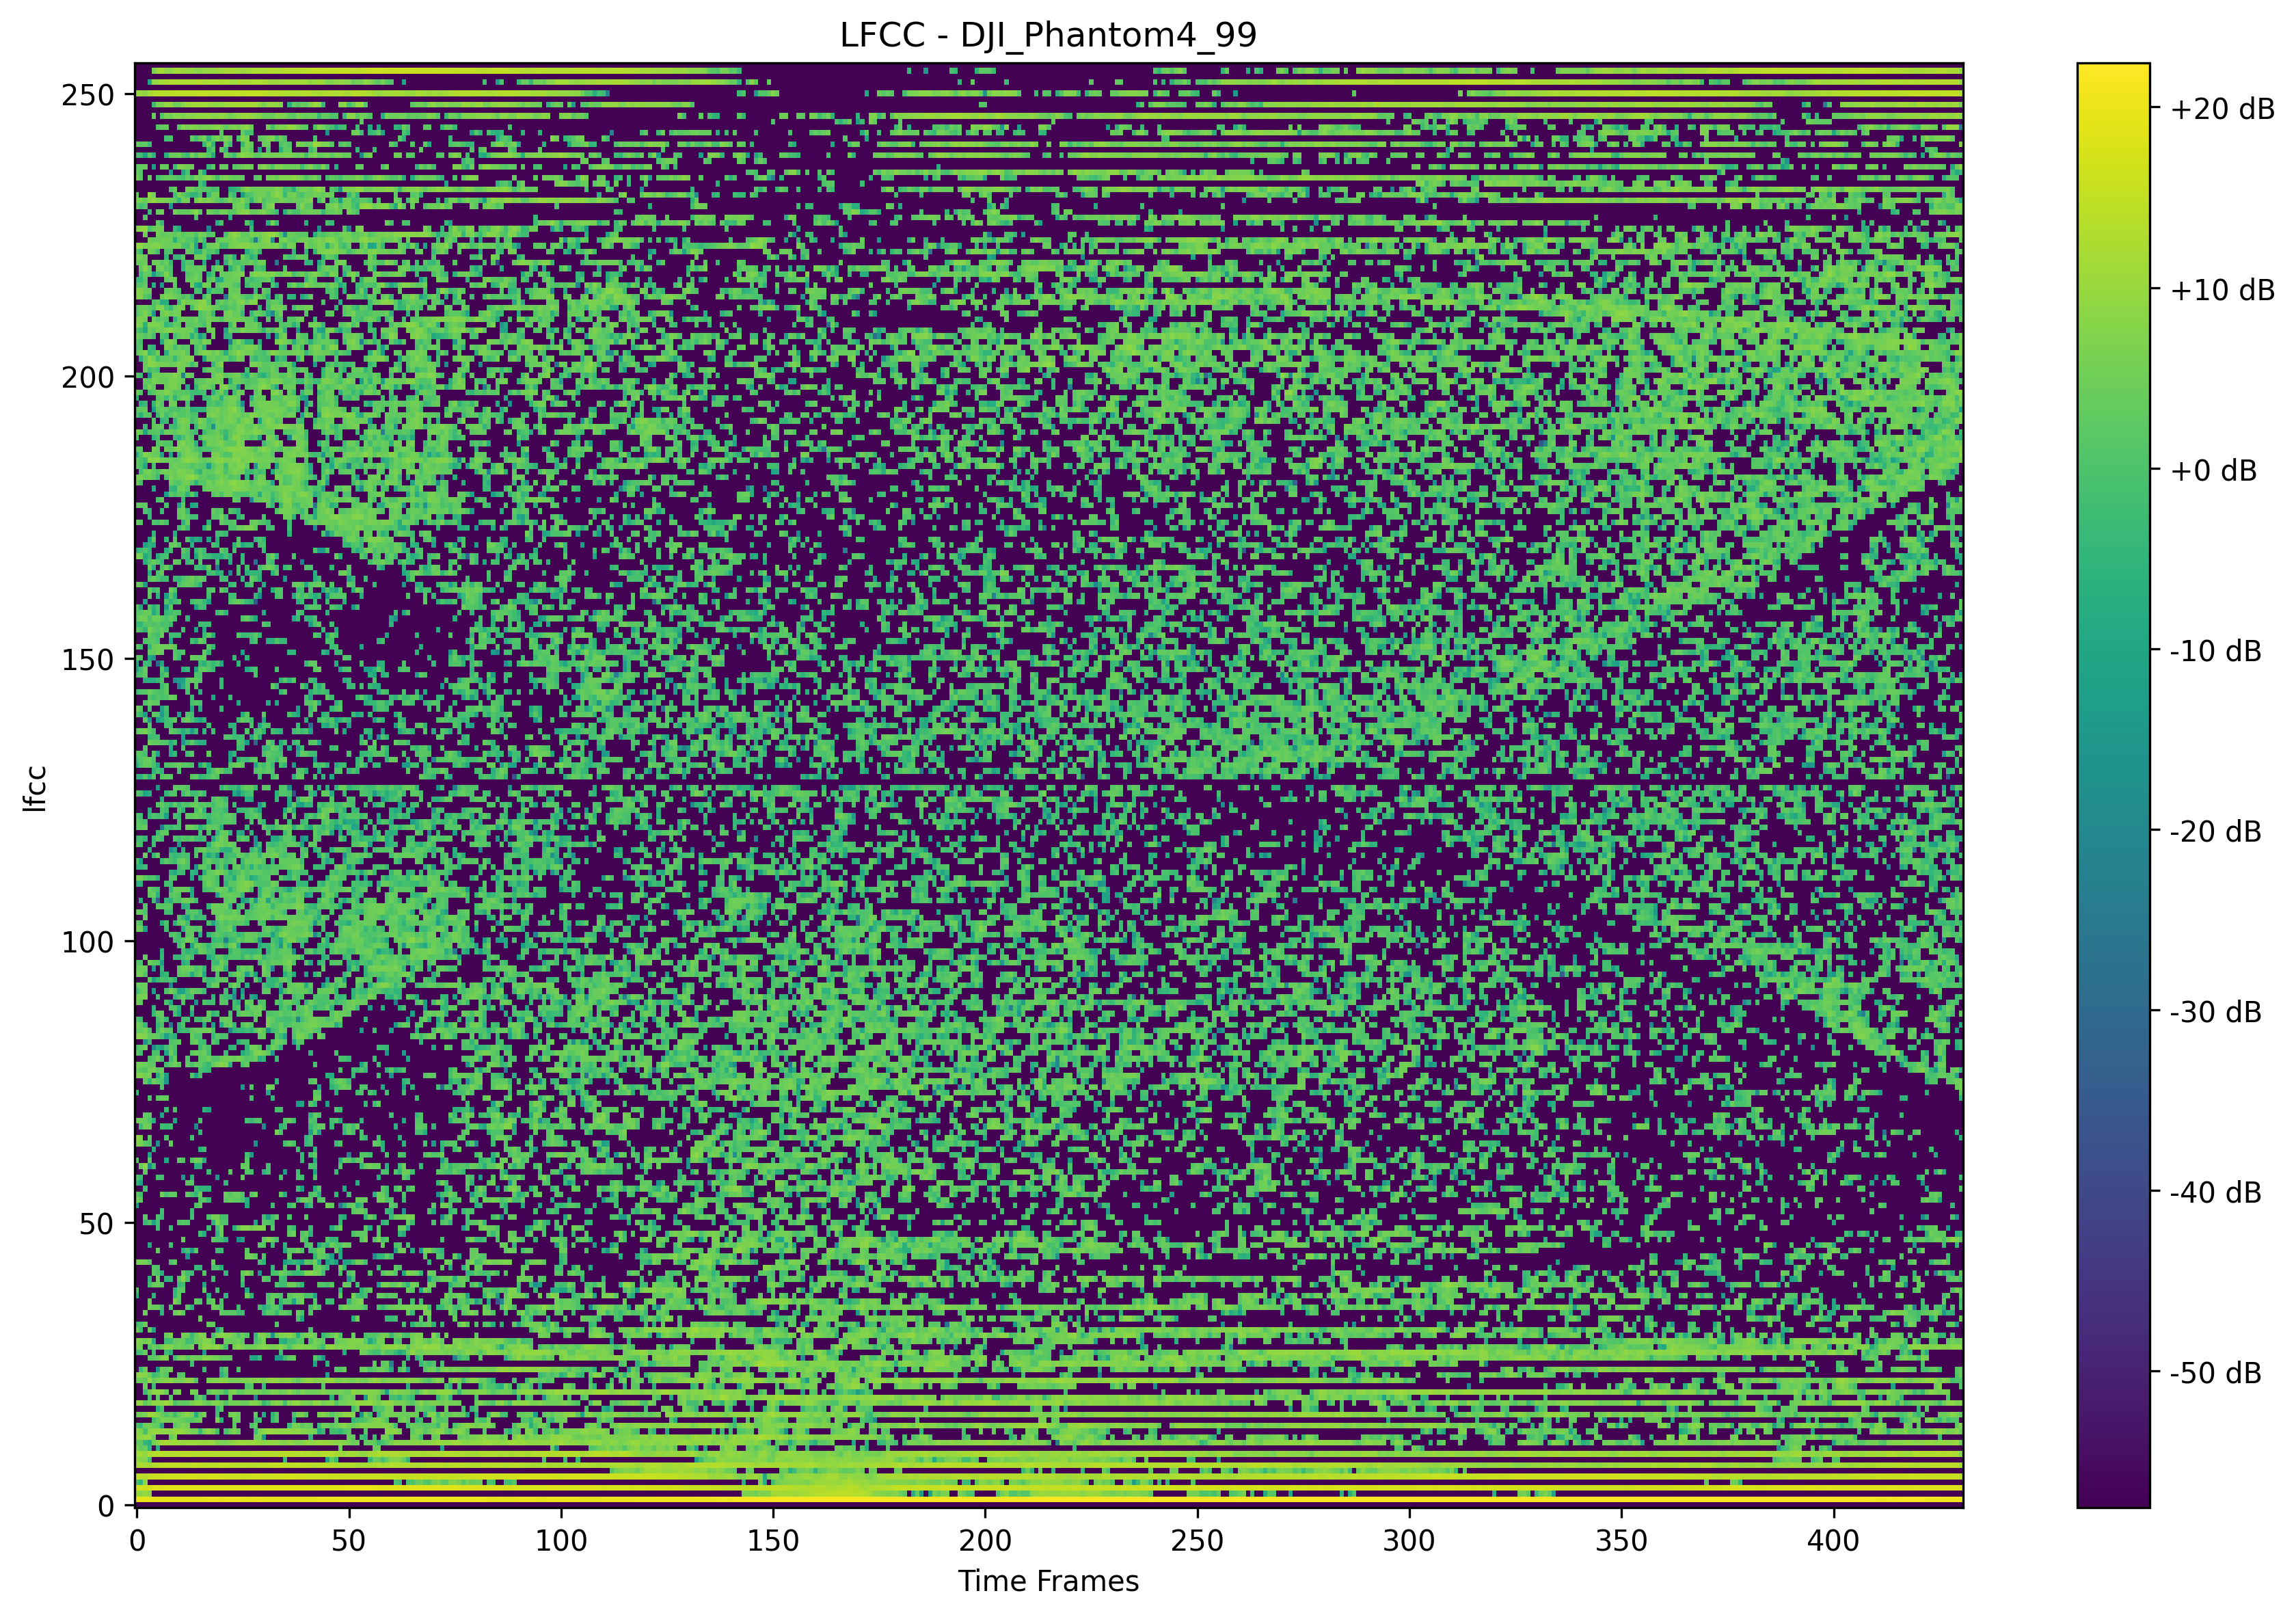 LFCC - DJI_Phantom4_99
250
200
150
100
50
0
lfcc
0 50 100 150 200 250 300 350 400
Time Frames
+20 dB
+10 dB
+0 dB
-10 dB
-20 dB
-30 dB
-40 dB
-50 dB